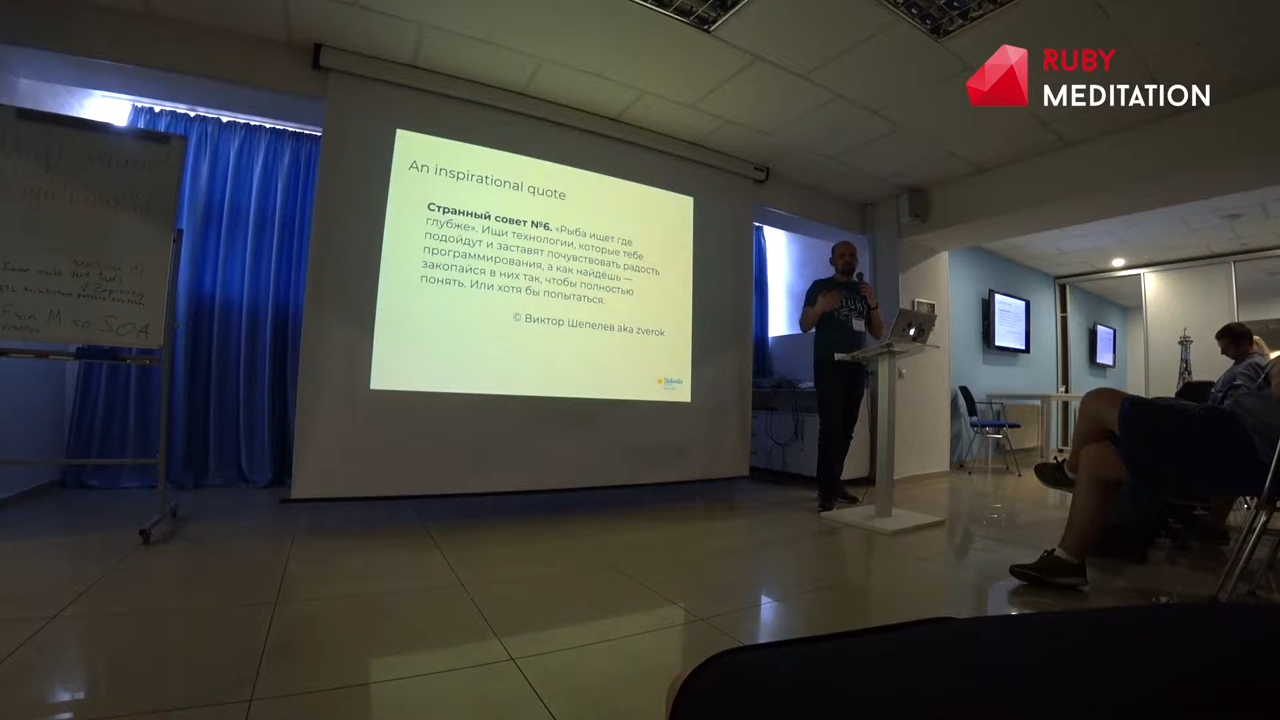 RUBY
MEDITATION
An inspirational quote
Странный совет №6. «Рыба ищет где
глубже». Ищи технологии, которые тебе
подойдут и заставят почувствовать радость
программирования, а как найдёшь —
закопайся в них так, чтобы полностью
понять. Или хотя бы попытаться.
© Виктор Шепелев aka zverok
From M to SOA